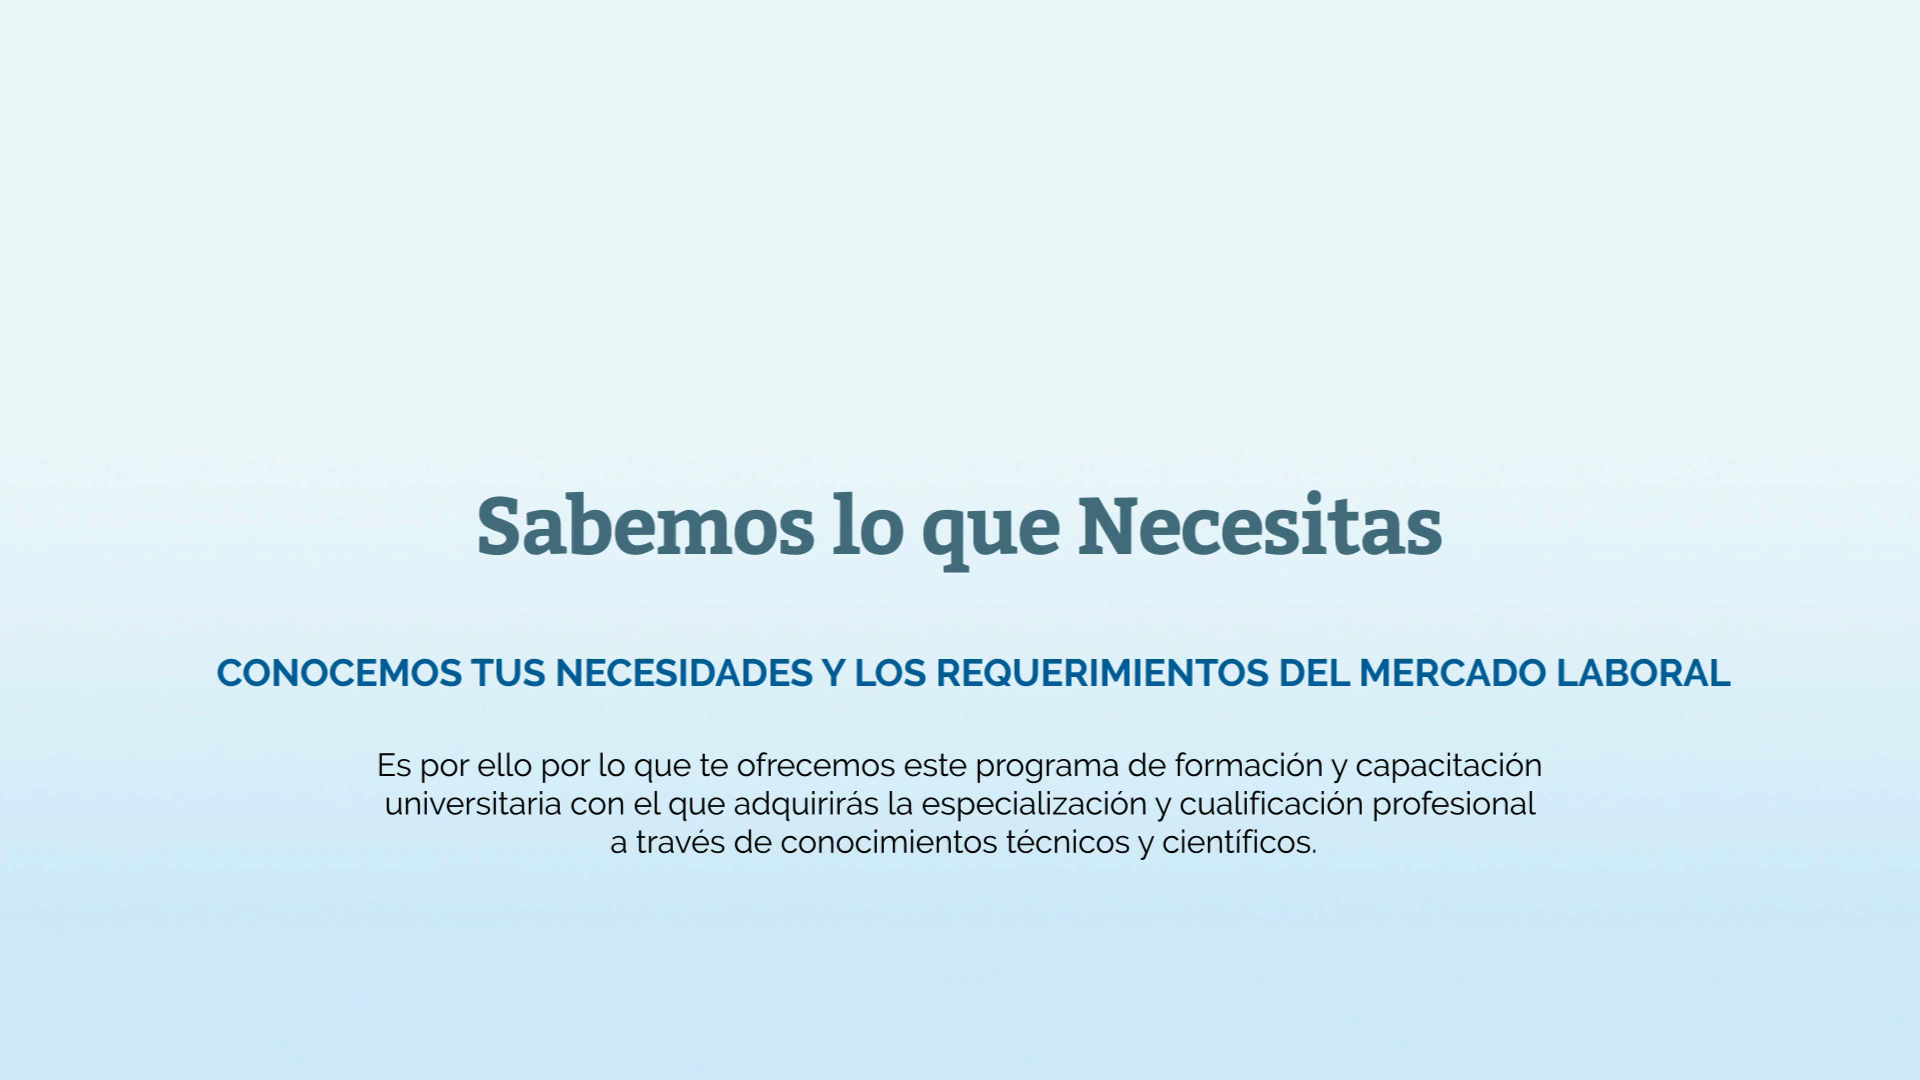 Sabemos lo que Necesitas
CONOCEMOS TUS NECESIDADES Y LOS REQUERIMIENTOS DEL MERCADO LABORAL
Es por ello por lo que te ofrecemos este programa de formación y capacitación
universitaria con el que adquirirás la especialización y cualificación profesional
a través de conocimientos técnicos y científicos.